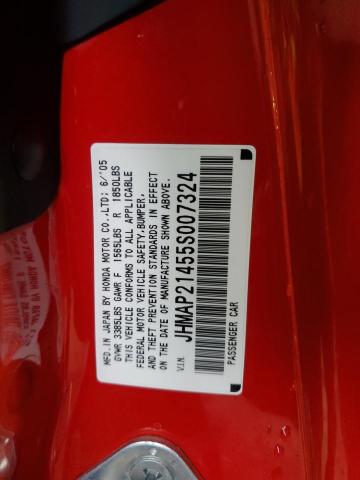 MFD.IN JAPAN BY HONDA MOTOR CO.,LTD; 6/'05
GVWR 3385LBS GAWR F 1565LBS R 1850LBS
THIS VEHICLE CONFORMS TO ALL APPLICABLE
FEDERAL MOTOR VEHICLE SAFETY,BUMPER,
AND THEFT PREVENTION STANDARDS IN EFFECT
ON THE DATE OF MANUFACTURE SHOWN ABOVE.
V.I.N. JHMAP21455S007324
PASSENGER CAR